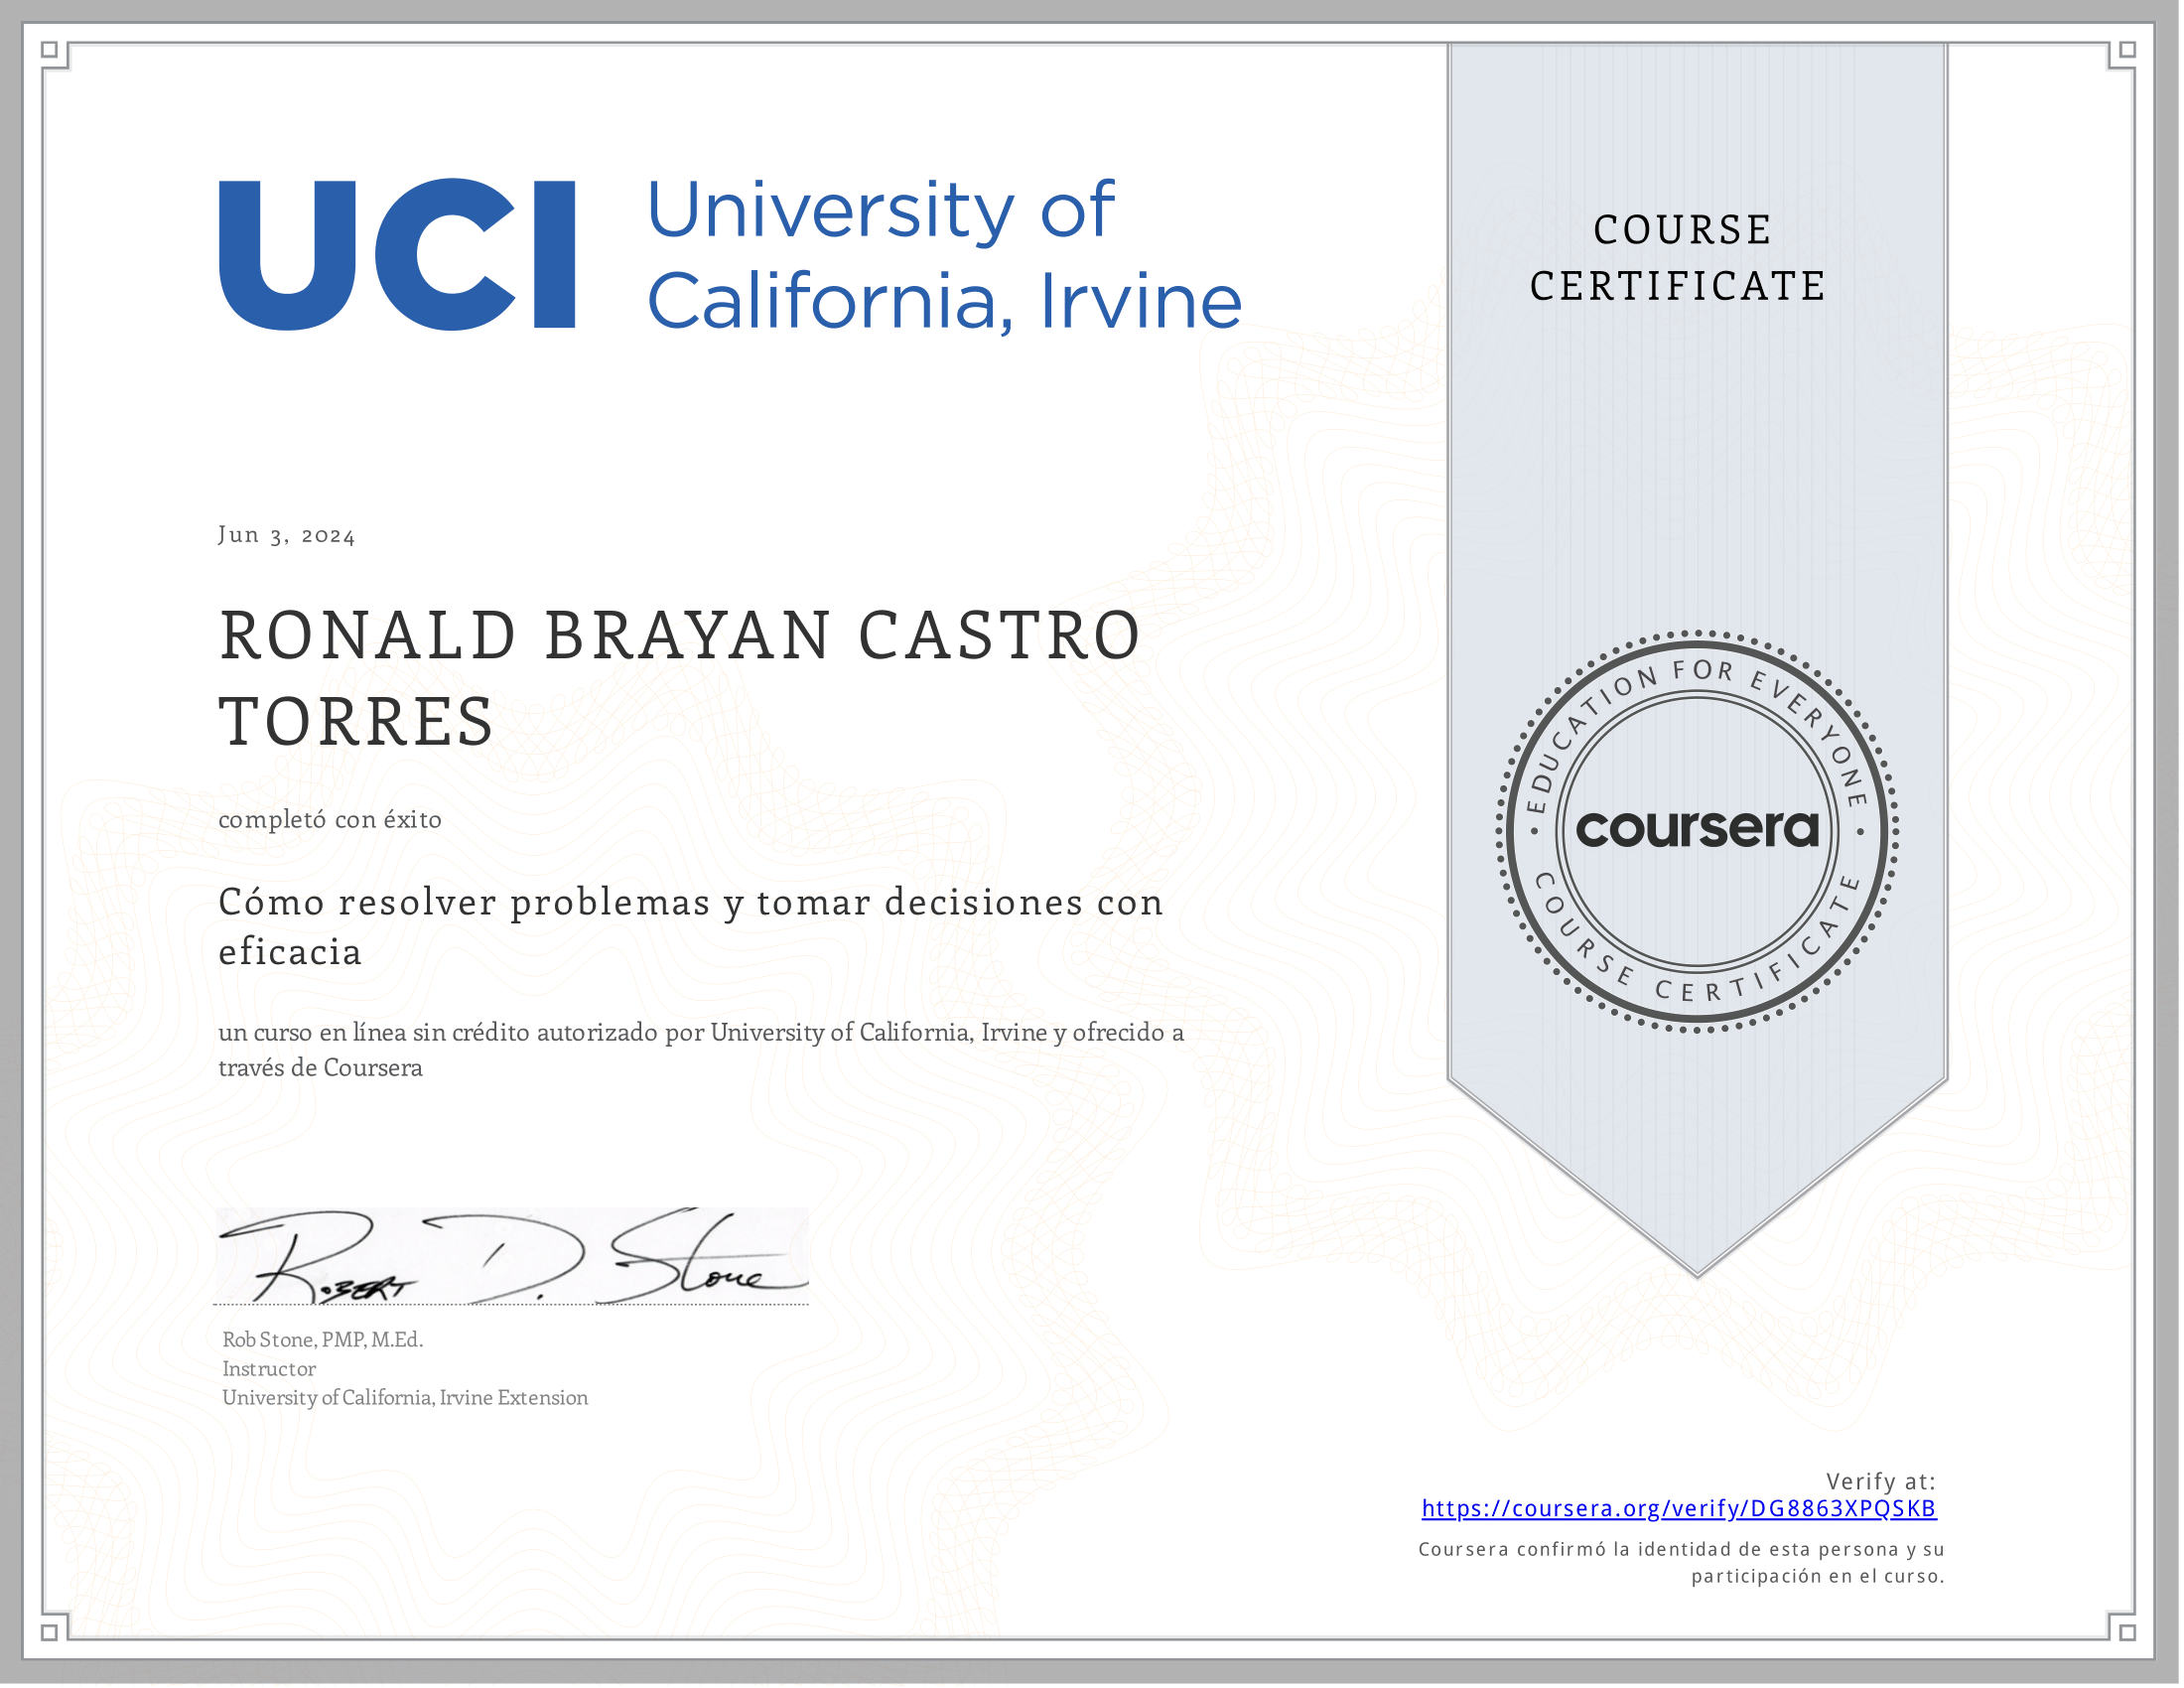 UCI University of
California, Irvine
COURSE
CERTIFICATE
Jun 3, 2024
RONALD BRAYAN CASTRO
TORRES
completó con éxito
Cómo resolver problemas y tomar decisiones con
eficacia
un curso en línea sin crédito autorizado por University of California, Irvine y ofrecido a
través de Coursera
EDUCATION FOR EVERYONE
coursera
COURSE CERTIFICATE
Robert D. Stone
Rob Stone, PMP, M.Ed.
Instructor
University of California, Irvine Extension
Verify at:
https://coursera.org/verify/DG8863XPQSKB
Coursera confirmó la identidad de esta persona y su
participación en el curso.